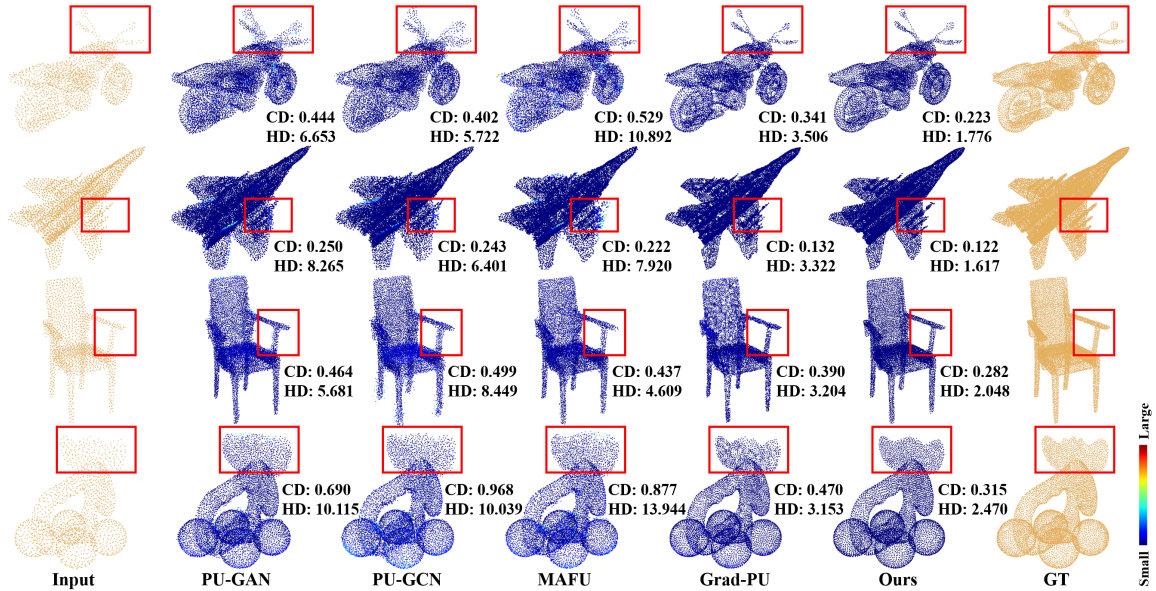 CD: 0.444
HD: 6.653
CD: 0.402
HD: 5.722
CD: 0.529
HD: 10.892
CD: 0.341
HD: 3.506
CD: 0.223
HD: 1.776
CD: 0.250
HD: 8.265
CD: 0.243
HD: 6.401
CD: 0.222
HD: 7.920
CD: 0.132
HD: 3.322
CD: 0.122
HD: 1.617
CD: 0.464
HD: 5.681
CD: 0.499
HD: 8.449
CD: 0.437
HD: 4.609
CD: 0.390
HD: 3.204
CD: 0.282
HD: 2.048
CD: 0.690
HD: 10.115
CD: 0.968
HD: 10.039
CD: 0.877
HD: 13.944
CD: 0.470
HD: 3.153
CD: 0.315
HD: 2.470
Small
Large
Input
PU-GAN
PU-GCN
MAFU
Grad-PU
Ours
GT